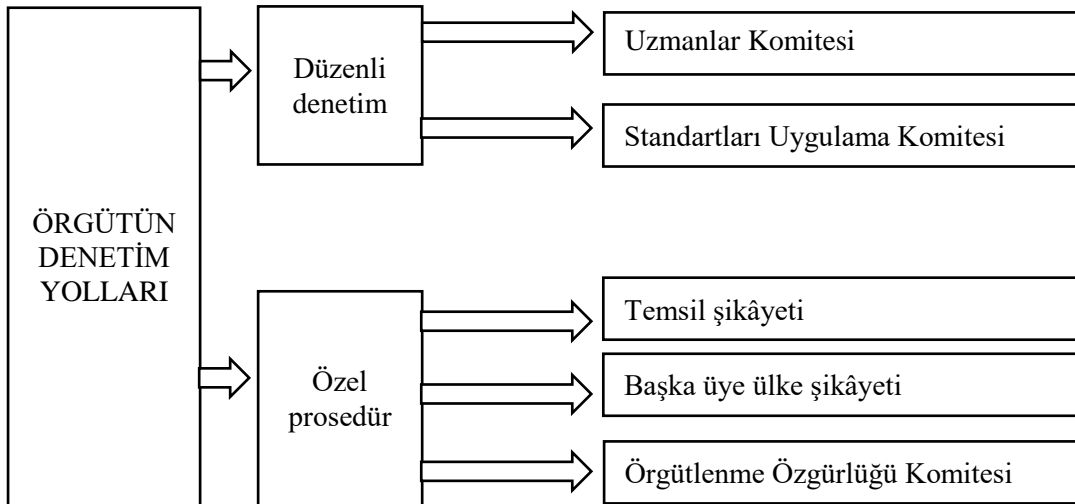 ÖRGÜTÜN
DENETİM
YOLLARI
Düzenli
denetim
Uzmanlar Komitesi
Standartları Uygulama Komitesi
Özel
prosedür
Temsil şikâyeti
Başka üye ülke şikâyeti
Örgütlenme Özgürlüğü Komitesi